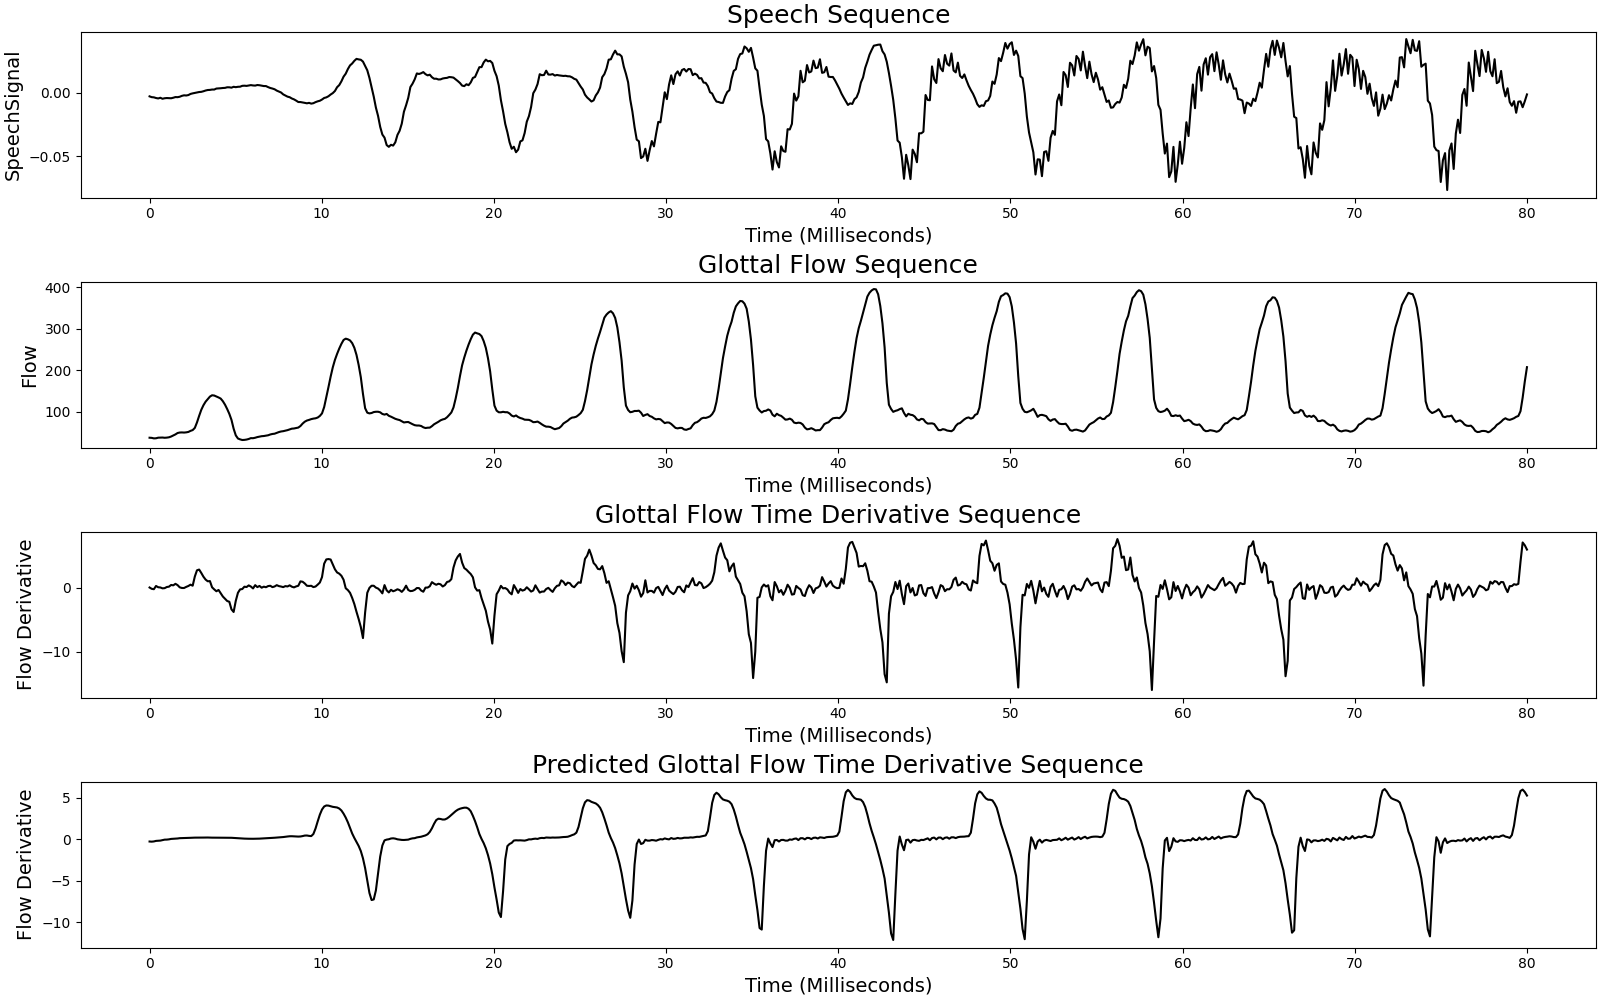 Speech Sequence
SpeechSignal
0.00
−0.05
0 10 20 30 40 50 60 70 80
Time (Milliseconds)
Glottal Flow Sequence
Flow
400
300
200
100
0 10 20 30 40 50 60 70 80
Time (Milliseconds)
Glottal Flow Time Derivative Sequence
Flow Derivative
0
−10
0 10 20 30 40 50 60 70 80
Time (Milliseconds)
Predicted Glottal Flow Time Derivative Sequence
Flow Derivative
5
0
−5
−10
0 10 20 30 40 50 60 70 80
Time (Milliseconds)